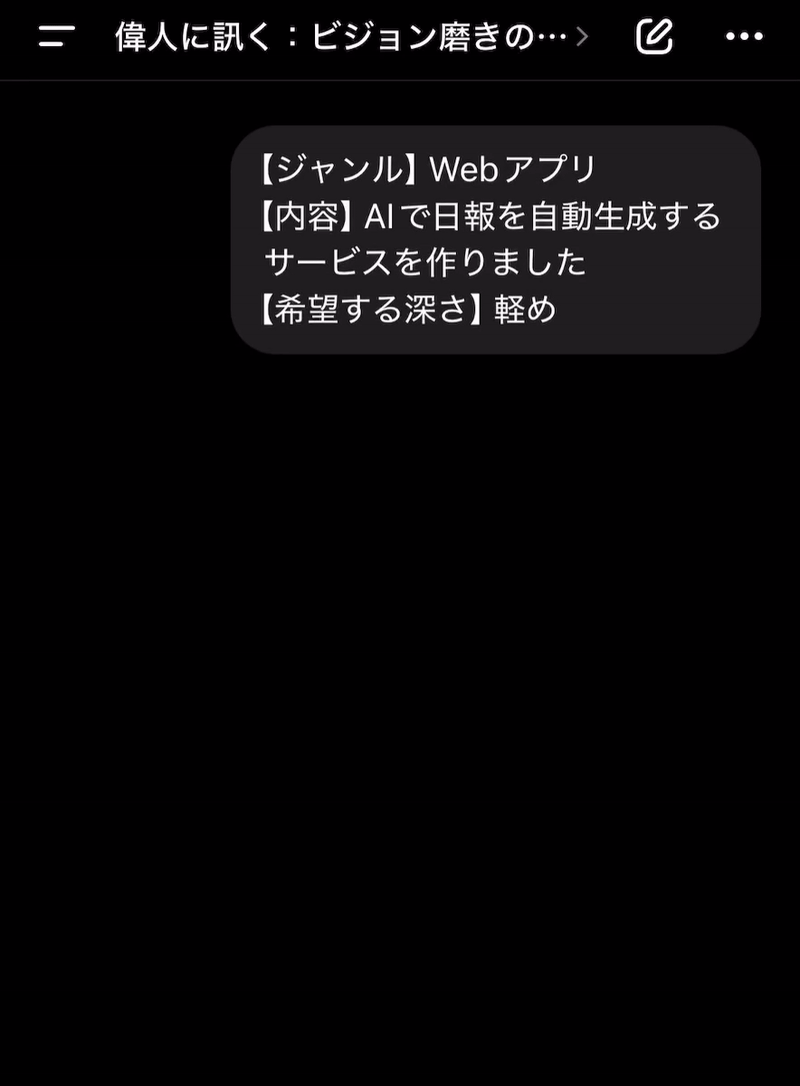 偉人に訊く：ビジョン磨きの…
【ジャンル】Webアプリ
【内容】AIで日報を自動生成する
サービスを作りました
【希望する深さ】軽め